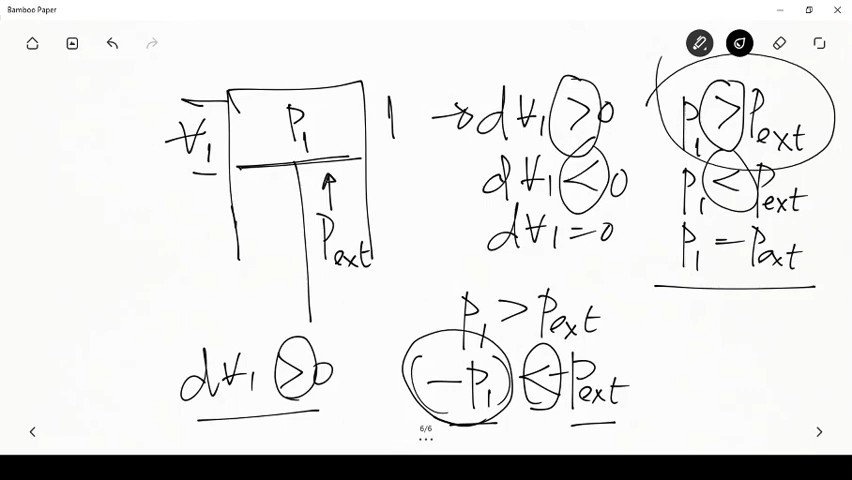 Bamboo Paper
V₁
P₁
1
Pext
→ dV₁ > 0
dV₁ < 0
dV₁ = 0
P₁ > Pext
P₁ < Pext
P₁ = Pext
P₁ > Pext
dV₁ > 0
(-P₁) < -Pext
6/6